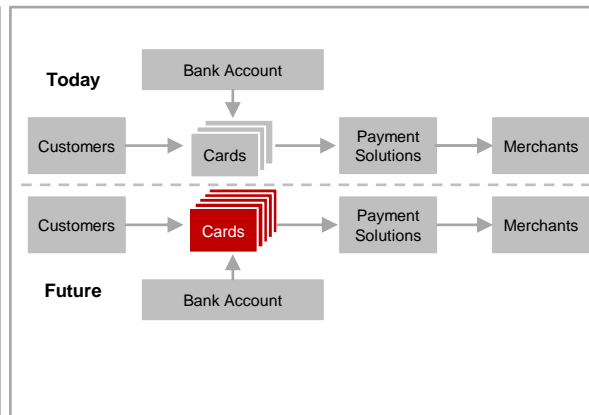 Today
Bank Account
Customers
Cards
Payment
Solutions
Merchants
Customers
Cards
Payment
Solutions
Merchants
Future
Bank Account